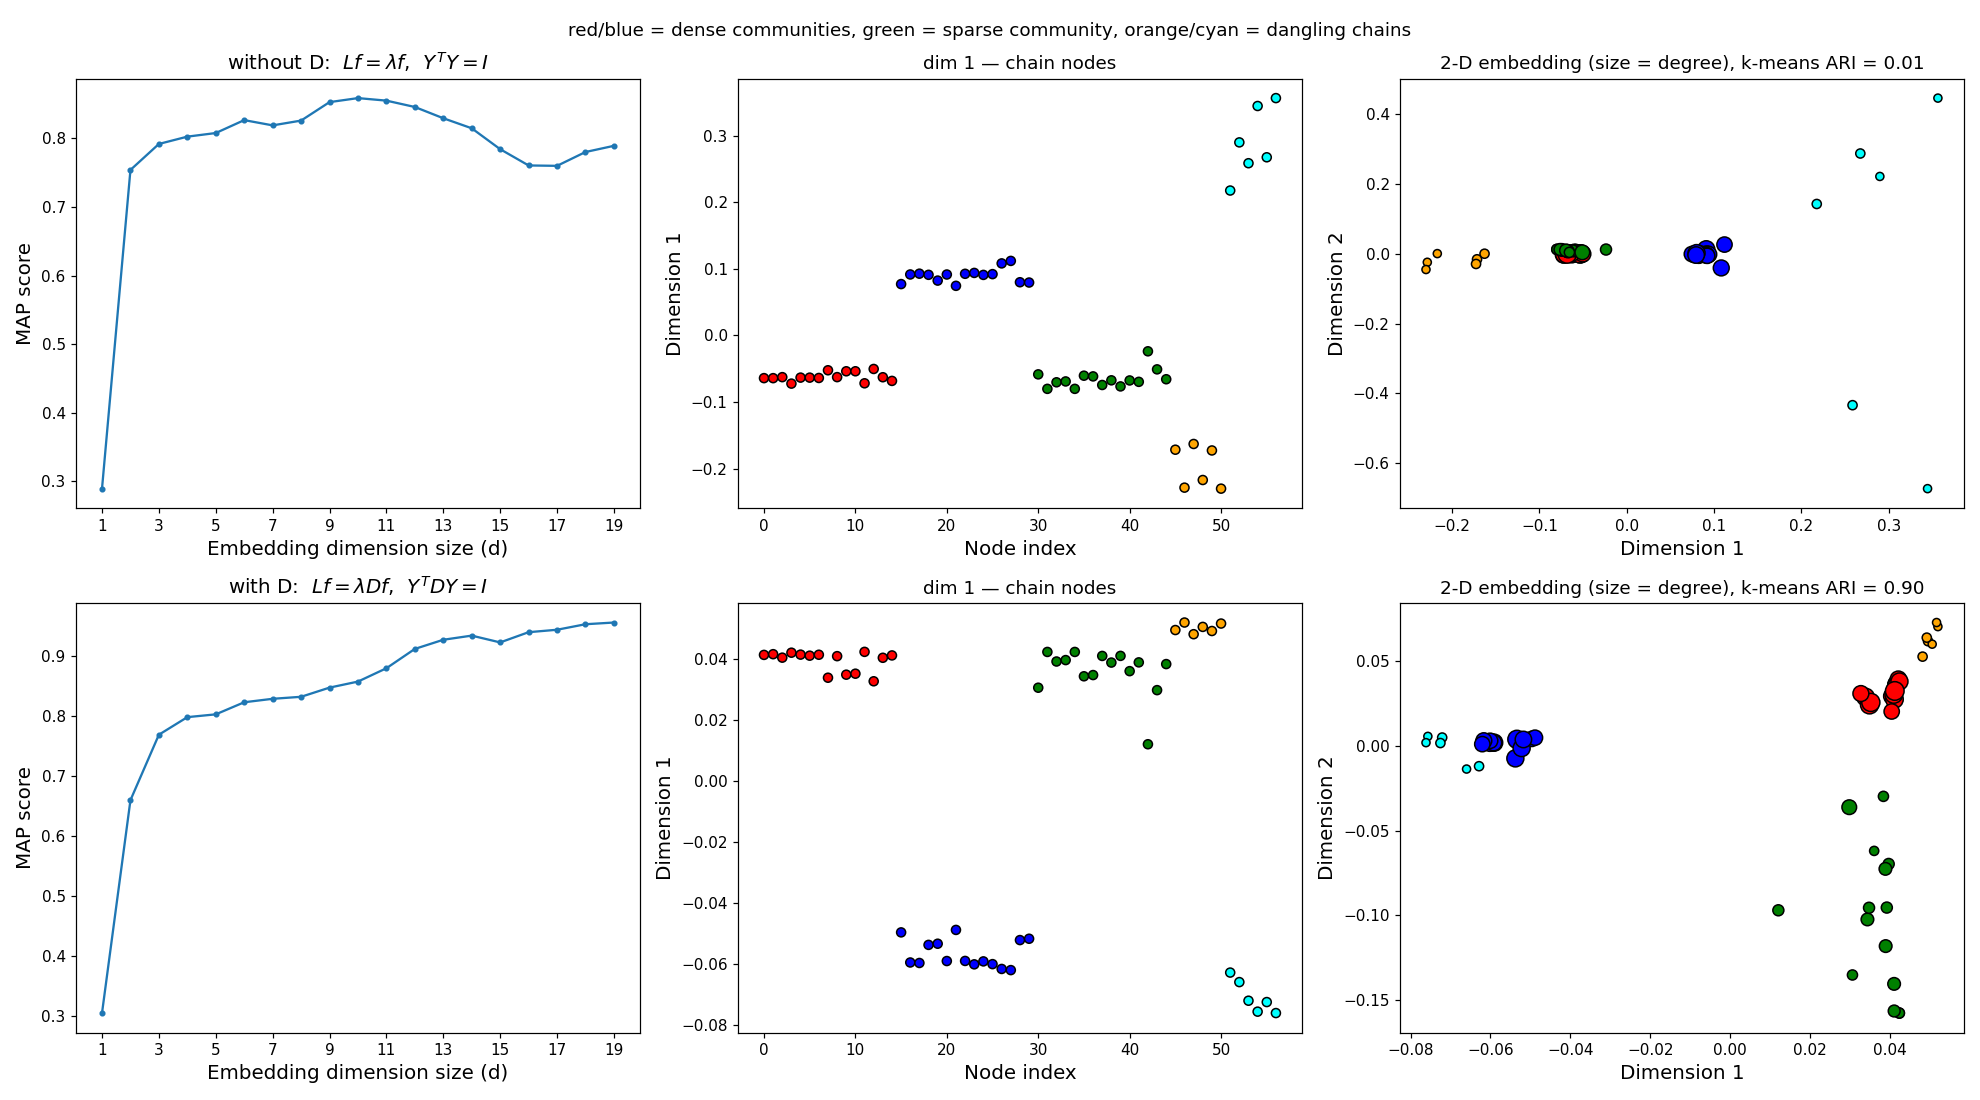 red/blue = dense communities, green = sparse community, orange/cyan = dangling chains
without D: Lf = λf, YᵀY = I
MAP score
0.8
0.7
0.6
0.5
0.4
0.3
1 3 5 7 9 11 13 15 17 19
Embedding dimension size (d)
dim 1 — chain nodes
Dimension 1
0.3
0.2
0.1
0.0
−0.1
−0.2
0 10 20 30 40 50
Node index
2-D embedding (size = degree), k-means ARI = 0.01
Dimension 2
0.4
0.2
0.0
−0.2
−0.4
−0.6
−0.2 −0.1 0.0 0.1 0.2 0.3
Dimension 1
with D: Lf = λDf, YᵀDY = I
MAP score
0.9
0.8
0.7
0.6
0.5
0.4
0.3
1 3 5 7 9 11 13 15 17 19
Embedding dimension size (d)
dim 1 — chain nodes
Dimension 1
0.04
0.02
0.00
−0.02
−0.04
−0.06
−0.08
0 10 20 30 40 50
Node index
2-D embedding (size = degree), k-means ARI = 0.90
Dimension 2
0.05
0.00
−0.05
−0.10
−0.15
−0.08 −0.06 −0.04 −0.02 0.00 0.02 0.04
Dimension 1